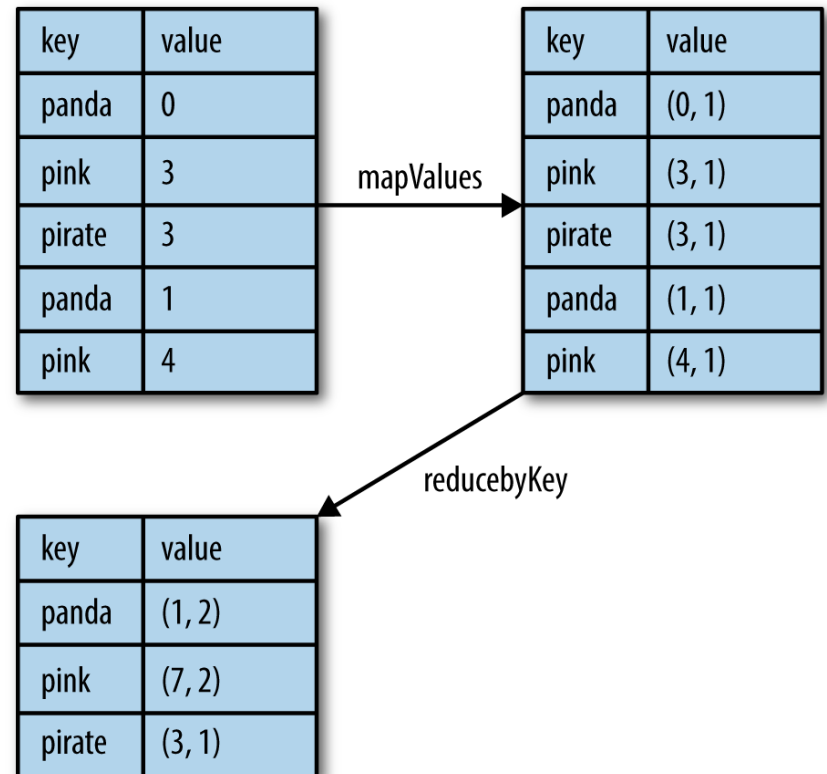 key value
panda 0
pink 3
pirate 3
panda 1
pink 4
mapValues
key value
panda (0, 1)
pink (3, 1)
pirate (3, 1)
panda (1, 1)
pink (4, 1)
reducebyKey
key value
panda (1, 2)
pink (7, 2)
pirate (3, 1)